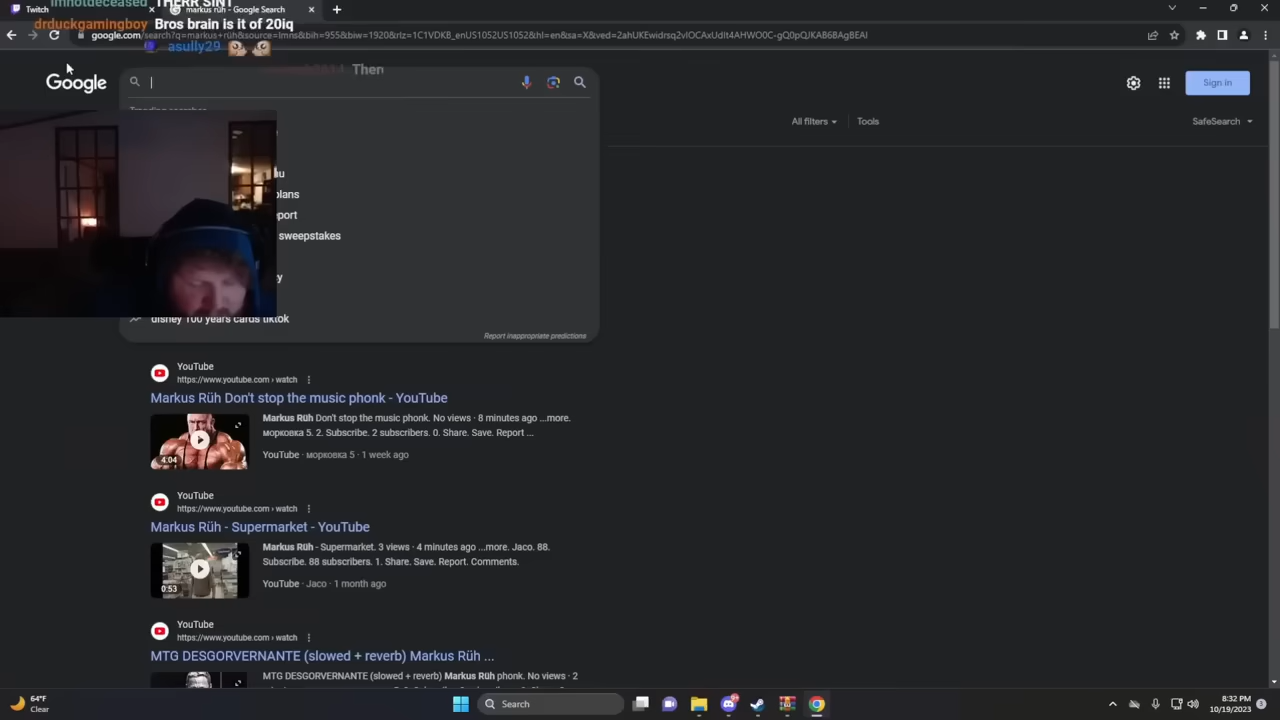 imnotdeceased THERR SINT
Twitch
markus rüh - Google Search
drduckgamingboy Bros brain is it of 20iq
google.com/search?q=markus+rüh&source=lmns&bih=955&biw=1920&rlz=1C1VDKB_enUS1052US1052&hl=en&sa=X&ved=2ahUKEwidrsq2vlOCAxUdlt4AHWO0C-gQ0pQJKAB6BAgBEAI
asully29
Then
Google
Sign in
Trending searches
All filters
Tools
SafeSearch
nu
plans
port
sweepstakes
y
disney 100 years cards tiktok
Report inappropriate predictions
YouTube
https://www.youtube.com › watch
Markus Rüh Don't stop the music phonk - YouTube
Markus Rüh Don't stop the music phonk. No views · 8 minutes ago ...more.
морковка 5. 2. Subscribe. 2 subscribers. 0. Share. Save. Report ...
YouTube · морковка 5 · 1 week ago
4:04
YouTube
https://www.youtube.com › watch
Markus Rüh - Supermarket - YouTube
Markus Rüh - Supermarket. 3 views · 4 minutes ago ...more. Jaco. 88.
Subscribe. 88 subscribers. 1. Share. Save. Report. Comments.
YouTube · Jaco · 1 month ago
0:53
YouTube
https://www.youtube.com › watch
MTG DESGORVERNANTE (slowed + reverb) Markus Rüh ...
MTG DESGORVERNANTE (slowed + reverb) Markus Rüh phonk. No views · 2
64°F
Clear
Search
8:32 PM
10/19/2023